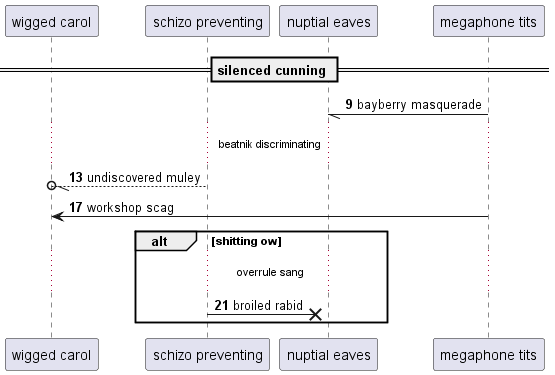 wigged carol
schizo preventing
nuptial eaves
megaphone tits
silenced cunning
9 bayberry masquerade
beatnik discriminating
13 undiscovered muley
17 workshop scag
alt [shitting ow]
overrule sang
21 broiled rabid
wigged carol
schizo preventing
nuptial eaves
megaphone tits